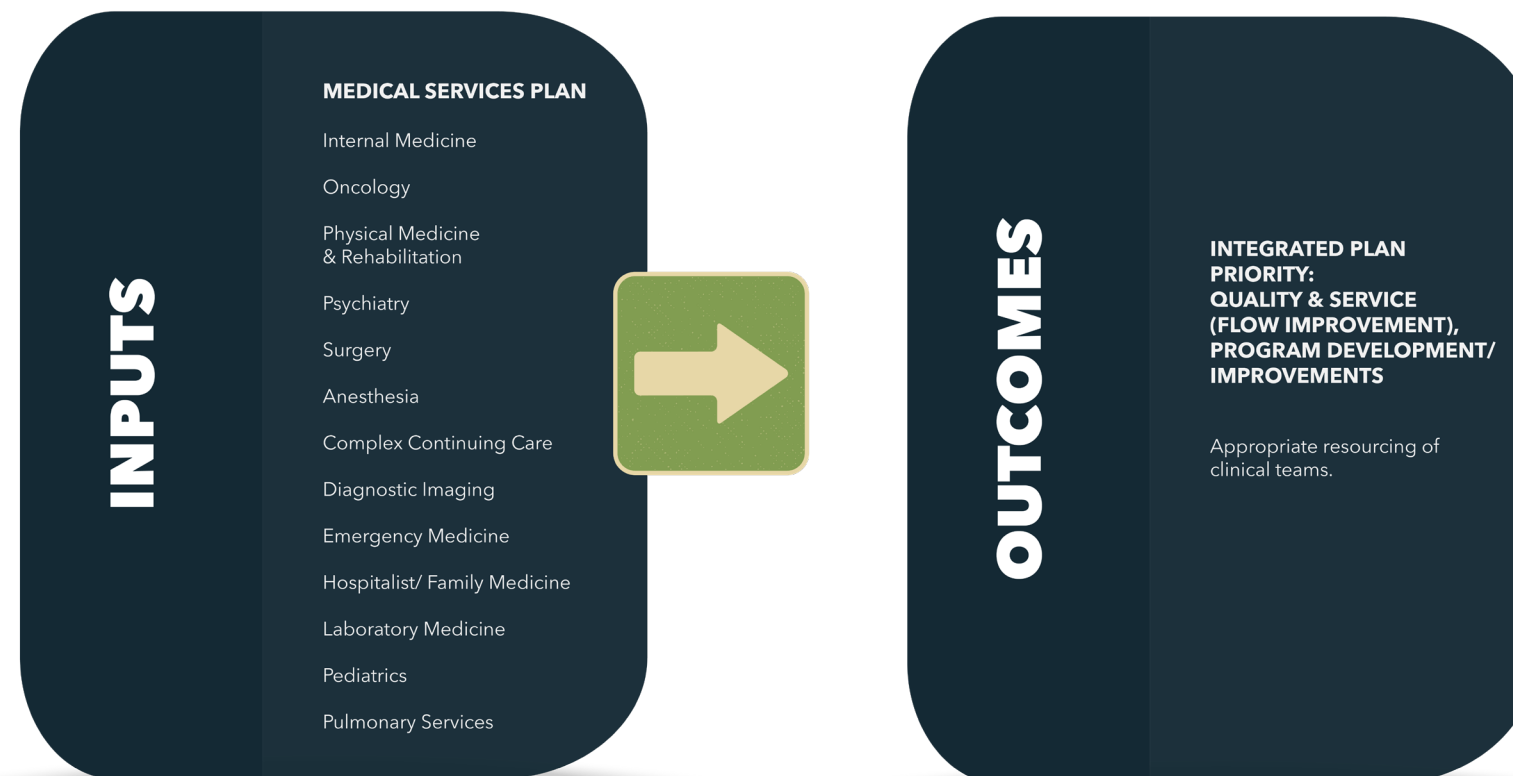 INPUTS
MEDICAL SERVICES PLAN
Internal Medicine
Oncology
Physical Medicine
& Rehabilitation
Psychiatry
Surgery
Anesthesia
Complex Continuing Care
Diagnostic Imaging
Emergency Medicine
Hospitalist/ Family Medicine
Laboratory Medicine
Pediatrics
Pulmonary Services
OUTCOMES
INTEGRATED PLAN
PRIORITY:
QUALITY & SERVICE
(FLOW IMPROVEMENT),
PROGRAM DEVELOPMENT/
IMPROVEMENTS
Appropriate resourcing of
clinical teams.